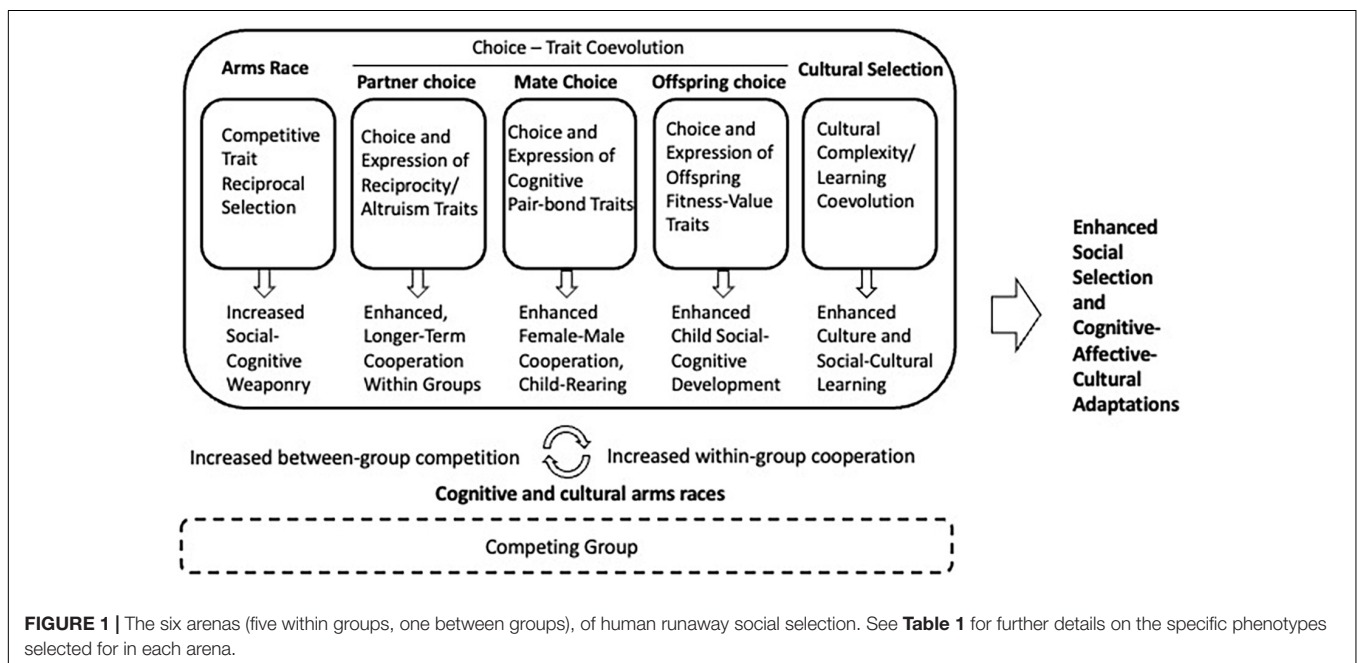 Choice – Trait Coevolution
Arms Race
Partner choice
Mate Choice
Offspring choice
Cultural Selection
Competitive
Trait
Reciprocal
Selection
Choice and
Expression of
Reciprocity/
Altruism Traits
Choice and
Expression of
Cognitive
Pair-bond Traits
Choice and
Expression of
Offspring
Fitness-Value
Traits
Cultural
Complexity/
Learning
Coevolution
Increased
Social-
Cognitive
Weaponry
Enhanced,
Longer-Term
Cooperation
Within Groups
Enhanced
Female-Male
Cooperation,
Child-Rearing
Enhanced
Child Social-
Cognitive
Development
Enhanced
Culture and
Social-Cultural
Learning
Enhanced
Social
Selection
and
Cognitive-
Affective-
Cultural
Adaptations
Increased between-group competition
Increased within-group cooperation
Cognitive and cultural arms races
Competing Group
FIGURE 1 | The six arenas (five within groups, one between groups), of human runaway social selection. See Table 1 for further details on the specific phenotypes
selected for in each arena.